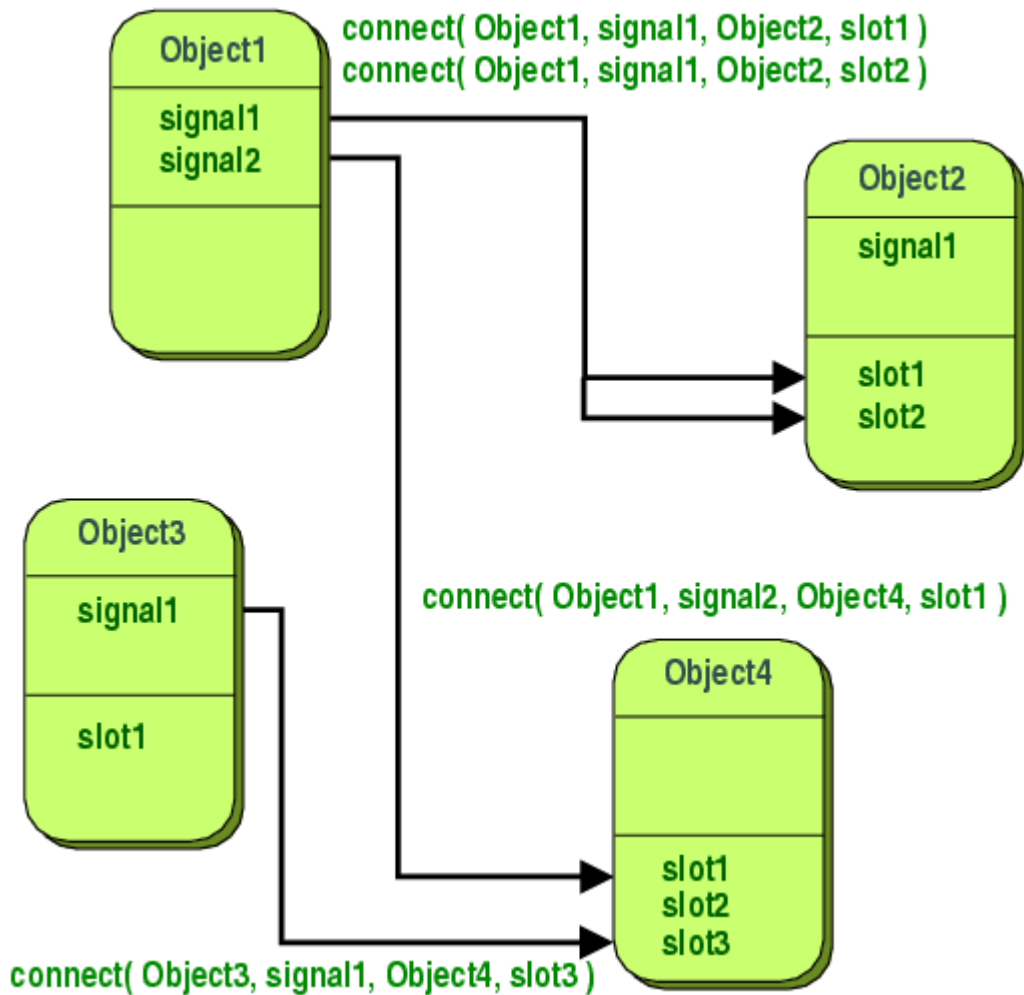 Object1
signal1
signal2
connect( Object1, signal1, Object2, slot1 )
connect( Object1, signal1, Object2, slot2 )
Object2
signal1
slot1
slot2
Object3
signal1
slot1
connect( Object1, signal2, Object4, slot1 )
Object4
slot1
slot2
slot3
connect( Object3, signal1, Object4, slot3 )